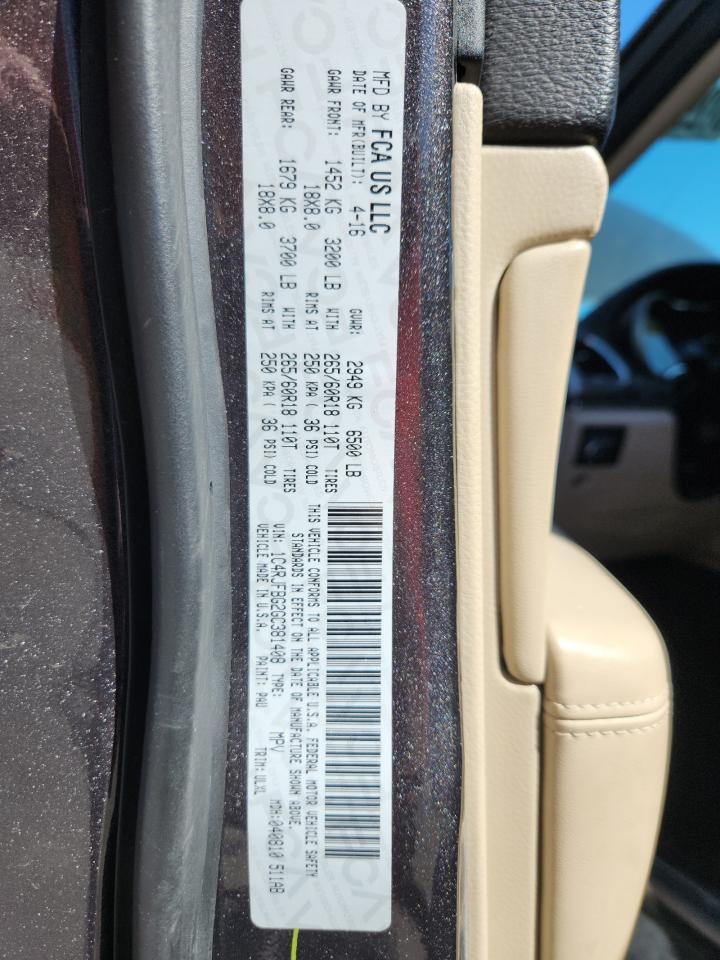 MFD BY FCA US LLC
DATE OF MFR(BUILT): 4-16 GVWR: 2949 KG 6500 LB
GAWR FRONT: 1452 KG 3200 LB WITH 265/60R18 110T TIRES
18X8.0 RIMS AT 250 KPA ( 36 PSI) COLD
GAWR REAR: 1679 KG 3700 LB WITH 265/60R18 110T TIRES
18X8.0 RIMS AT 250 KPA ( 36 PSI) COLD
THIS VEHICLE CONFORMS TO ALL APPLICABLE U.S.A. FEDERAL MOTOR VEHICLE SAFETY
STANDARDS IN EFFECT ON THE DATE OF MANUFACTURE SHOWN ABOVE.
VIN: 1C4RJFBG2GC381408 TYPE: MPV MDH:040810 511AB
VEHICLE MADE IN U.S.A. PAINT: PAU TRIM:ULXL